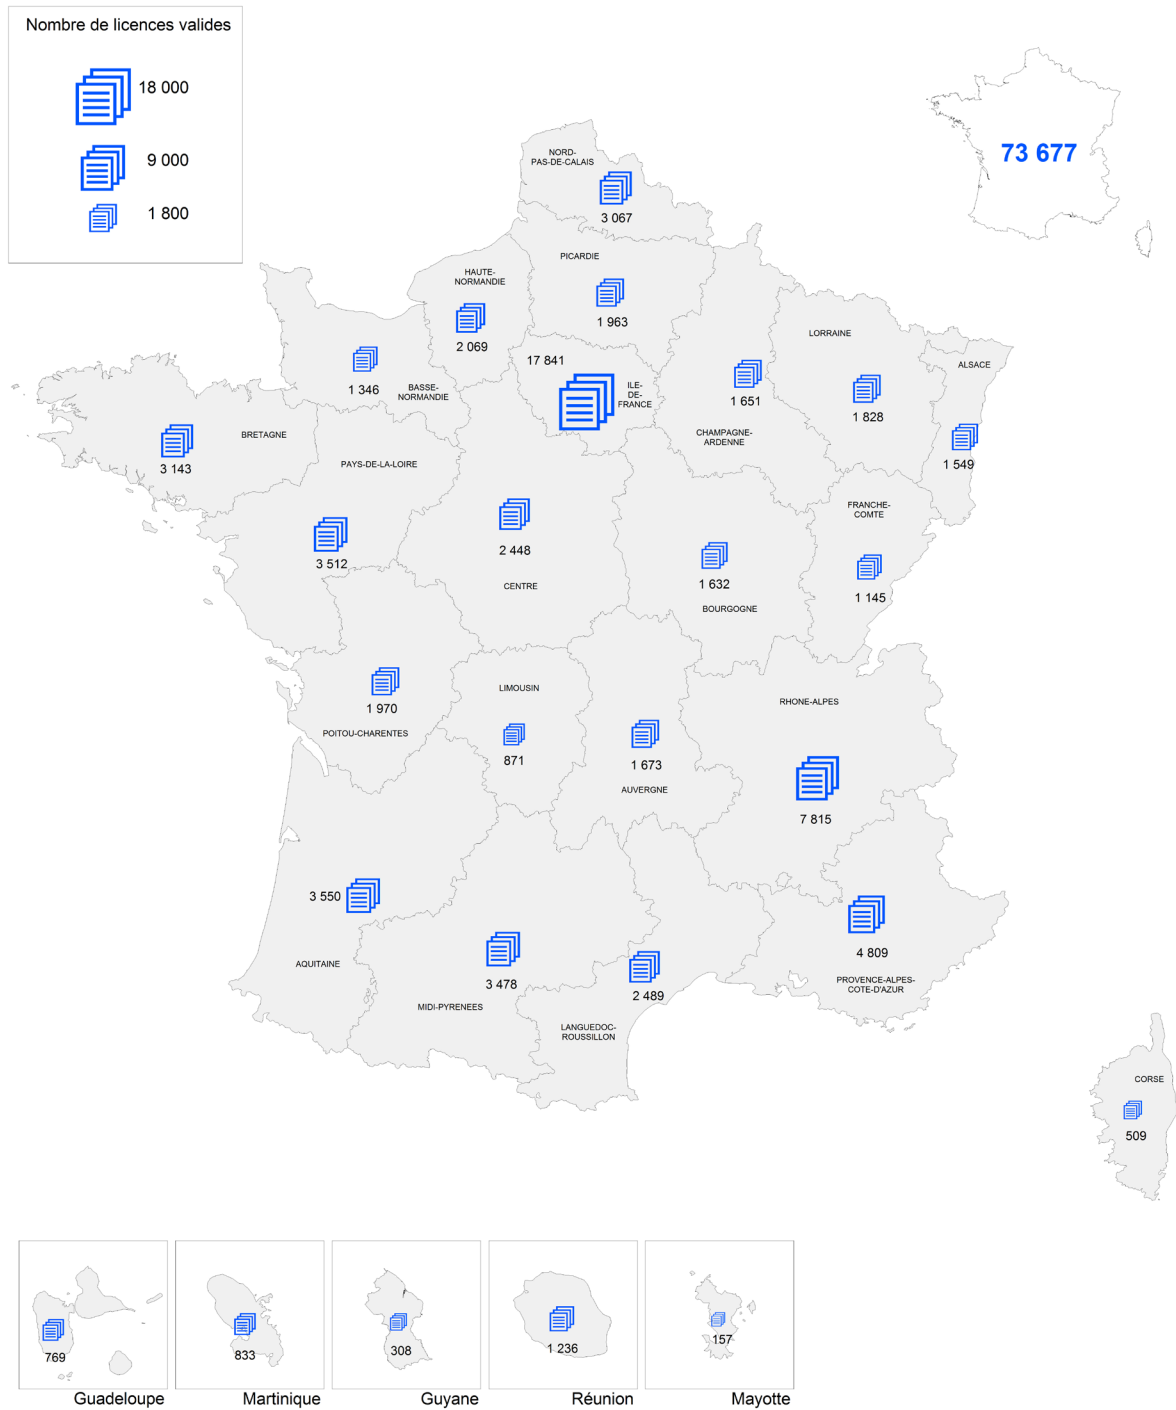 Nombre de licences valides
18 000
9 000
1 800
73 677
NORD-
PAS-DE-CALAIS
3 067
PICARDIE
1 963
HAUTE-
NORMANDIE
2 069
1 346
BASSE-
NORMANDIE
17 841
ILE-
DE-
FRANCE
1 651
CHAMPAGNE-
ARDENNE
LORRAINE
1 828
ALSACE
1 549
BRETAGNE
3 143
PAYS-DE-LA-LOIRE
3 512
2 448
CENTRE
1 632
BOURGOGNE
FRANCHE-
COMTE
1 145
1 970
POITOU-CHARENTES
LIMOUSIN
871
1 673
AUVERGNE
RHONE-ALPES
7 815
3 550
AQUITAINE
3 478
MIDI-PYRENEES
2 489
LANGUEDOC-
ROUSSILLON
4 809
PROVENCE-ALPES-
COTE-D'AZUR
CORSE
509
769
Guadeloupe
833
Martinique
308
Guyane
1 236
Réunion
157
Mayotte